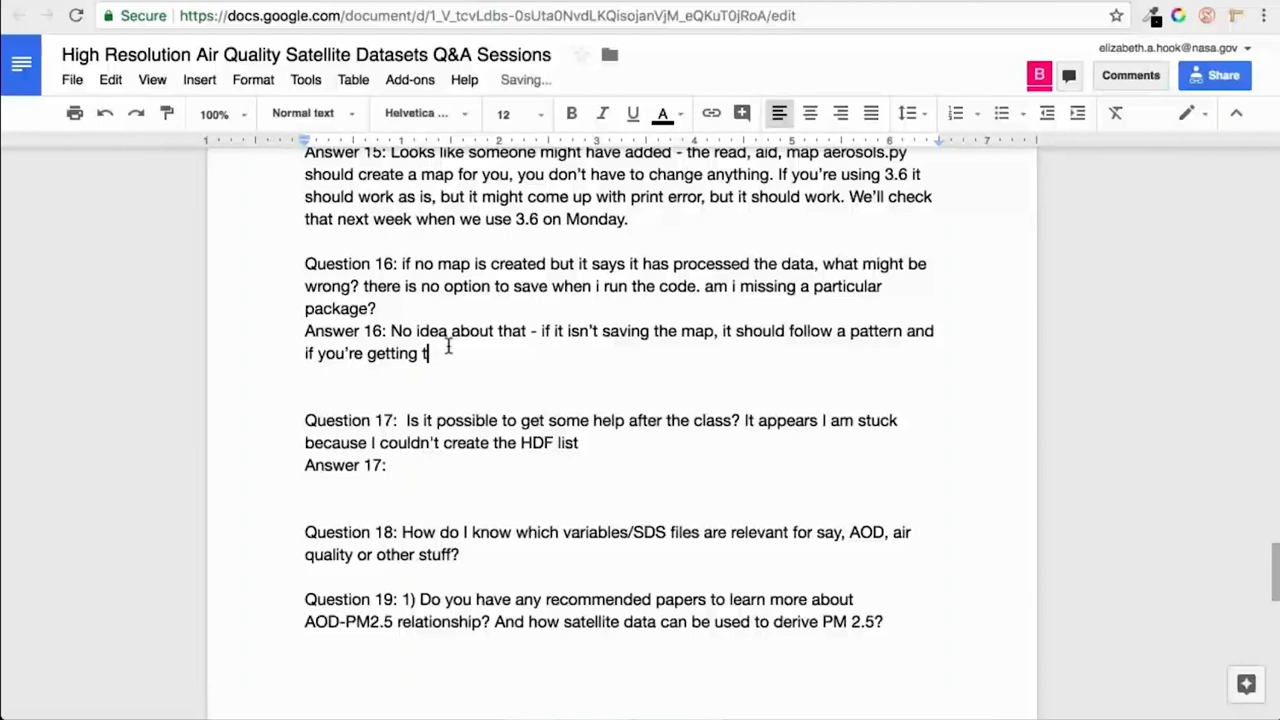 Secure https://docs.google.com/document/d/1_V_tcvLdbs-0sUta0NvdLKQisojanVjM_eQKuT0jRoA/edit
High Resolution Air Quality Satellite Datasets Q&A Sessions
elizabeth.a.hook@nasa.gov
File Edit View Insert Format Tools Table Add-ons Help Saving...
B Comments Share
100% Normal text Helvetica ... 12 B I U A
1 1 2 3 4 5 6 7
Answer 15: Looks like someone might have added - the read, aid, map aerosols.py
should create a map for you, you don’t have to change anything. If you’re using 3.6 it
should work as is, but it might come up with print error, but it should work. We’ll check
that next week when we use 3.6 on Monday.
Question 16: if no map is created but it says it has processed the data, what might be
wrong? there is no option to save when i run the code. am i missing a particular
package?
Answer 16: No idea about that - if it isn’t saving the map, it should follow a pattern and
if you’re getting t
Question 17: Is it possible to get some help after the class? It appears I am stuck
because I couldn't create the HDF list
Answer 17:
Question 18: How do I know which variables/SDS files are relevant for say, AOD, air
quality or other stuff?
Question 19: 1) Do you have any recommended papers to learn more about
AOD-PM2.5 relationship? And how satellite data can be used to derive PM 2.5?